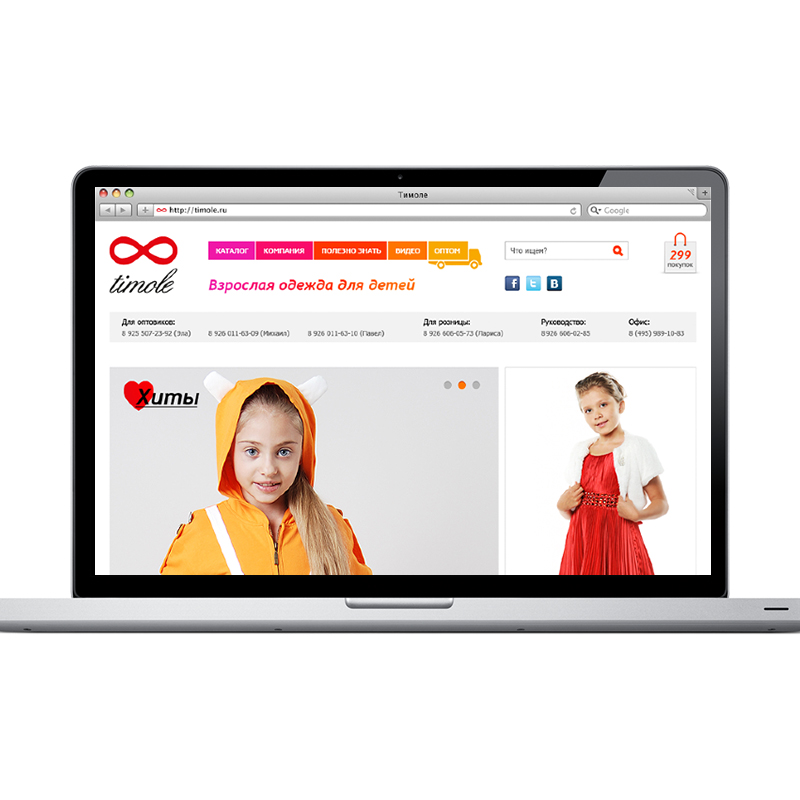 Тимоле
http://timole.ru
Google
timole
КАТАЛОГ КОМПАНИЯ ПОЛЕЗНО ЗНАТЬ ВИДЕО ОПТОМ
Что ищем?
299
покупок
Взрослая одежда для детей
Для оптовиков:
8 925 507-23-92 (Эла) 8 926 011-63-09 (Михаил) 8 926 011-63-10 (Павел)
Для розницы:
8 926 606-05-73 (Лариса)
Руководство:
8 926 606-02-85
Офис:
8 (495) 989-10-83
Хиты